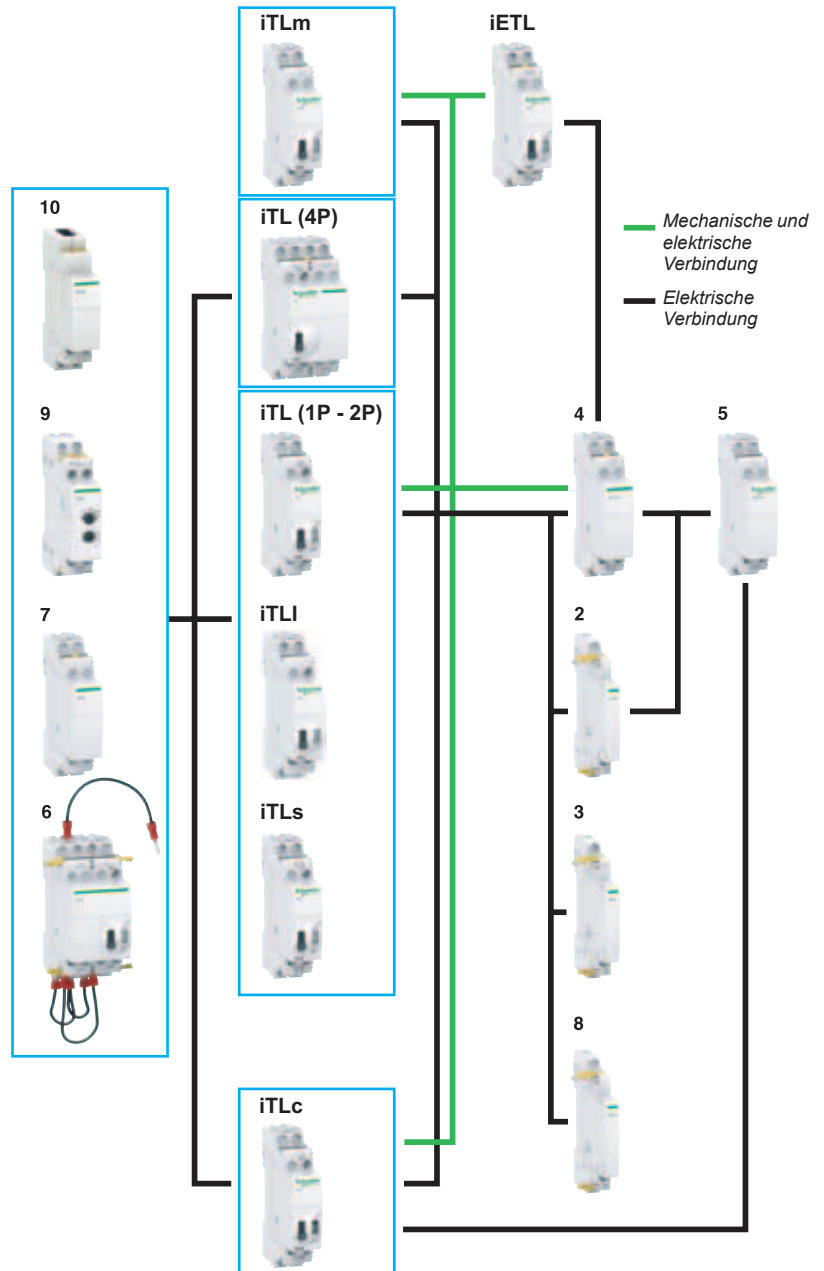 iTLm
iETL
10
iTL (4P)
Mechanische und
elektrische
Verbindung
Elektrische
Verbindung
9
iTL (1P - 2P)
4
5
7
iTLI
2
6
iTLs
3
8
iTLc